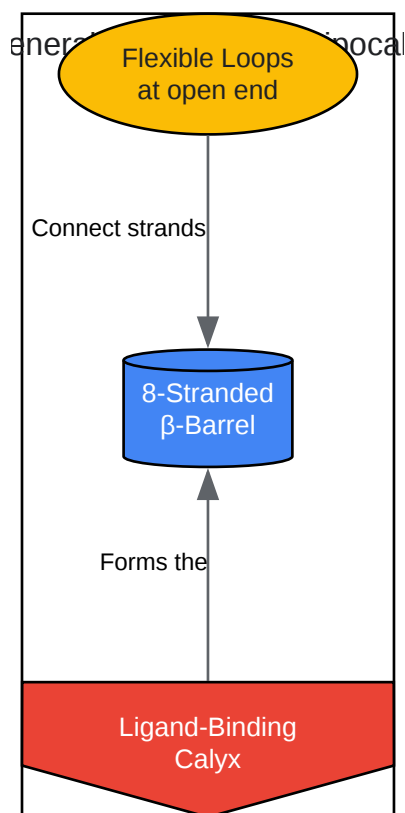 Flexible Loops
at open end
Connect strands
8-Stranded
β-Barrel
Forms the
Ligand-Binding
Calyx